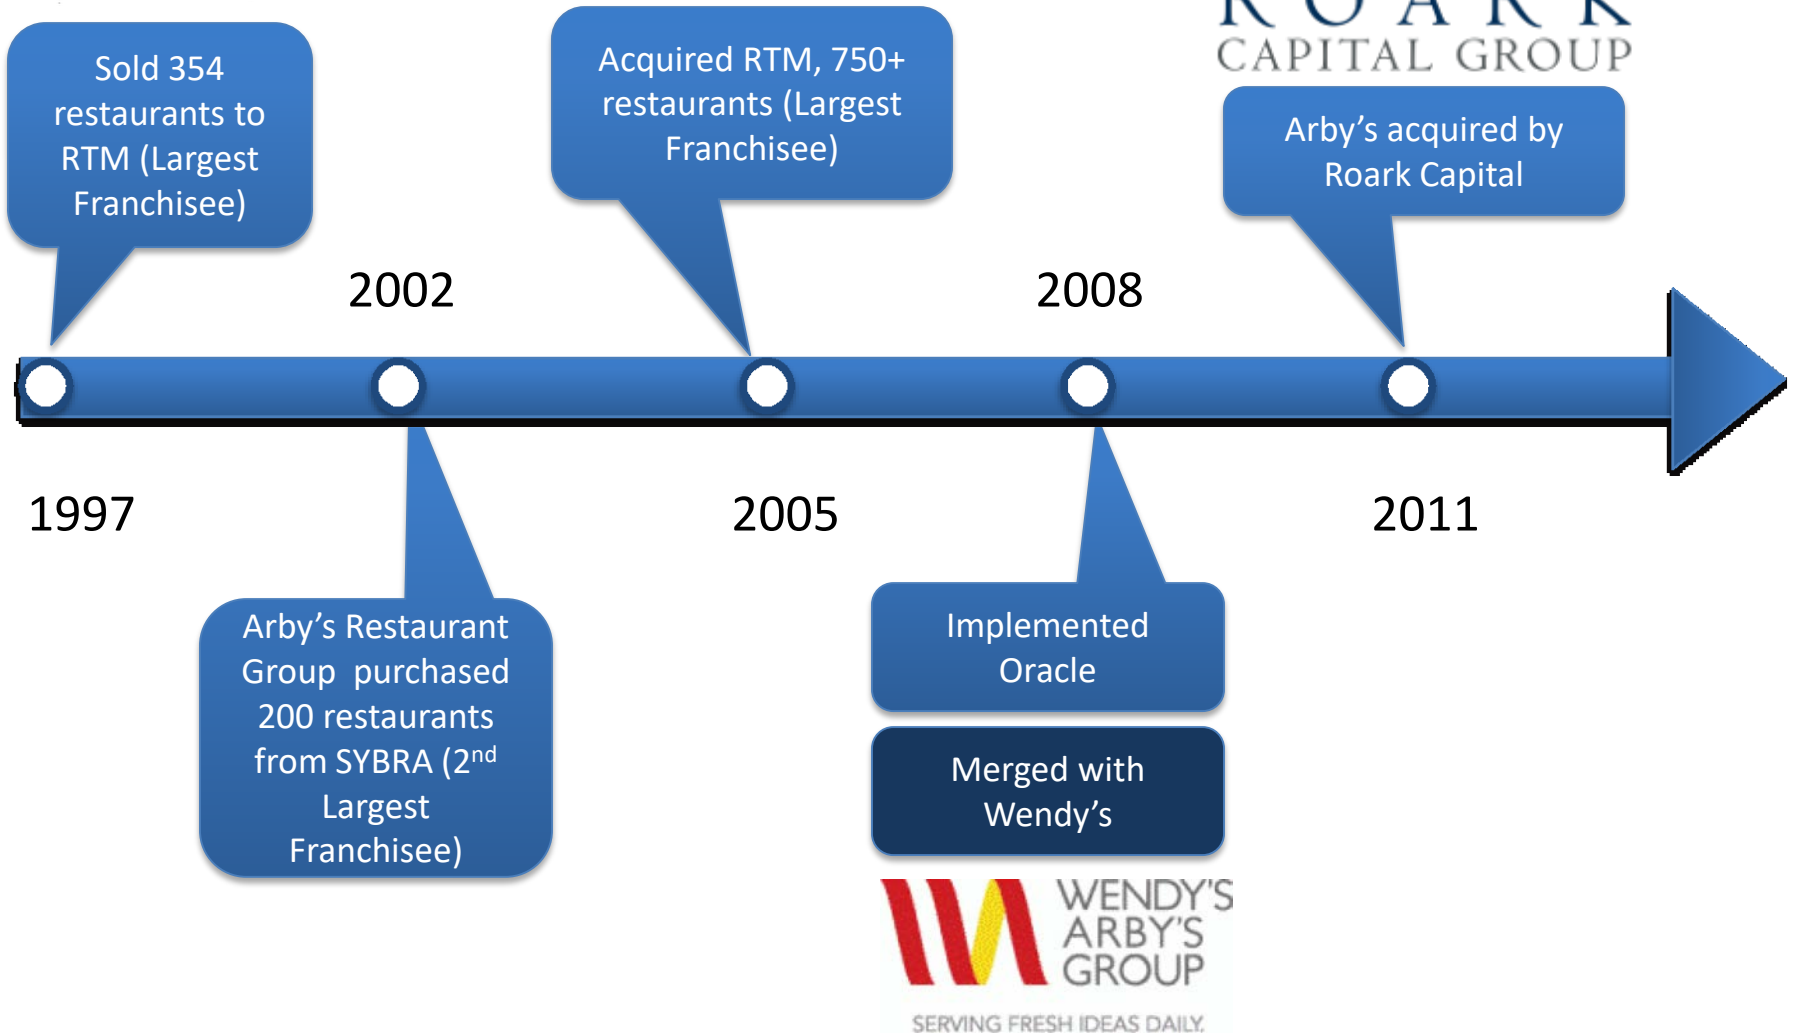 ROARK
CAPITAL GROUP
Sold 354
restaurants to
RTM (Largest
Franchisee)
Acquired RTM, 750+
restaurants (Largest
Franchisee)
Arby’s acquired by
Roark Capital
2002
2008
1997
2005
2011
Arby’s Restaurant
Group  purchased
200 restaurants
from SYBRA (2nd
Largest
Franchisee)
Implemented
Oracle
Merged with
Wendy’s
WENDY'S
ARBY'S
GROUP
SERVING FRESH IDEAS DAILY.